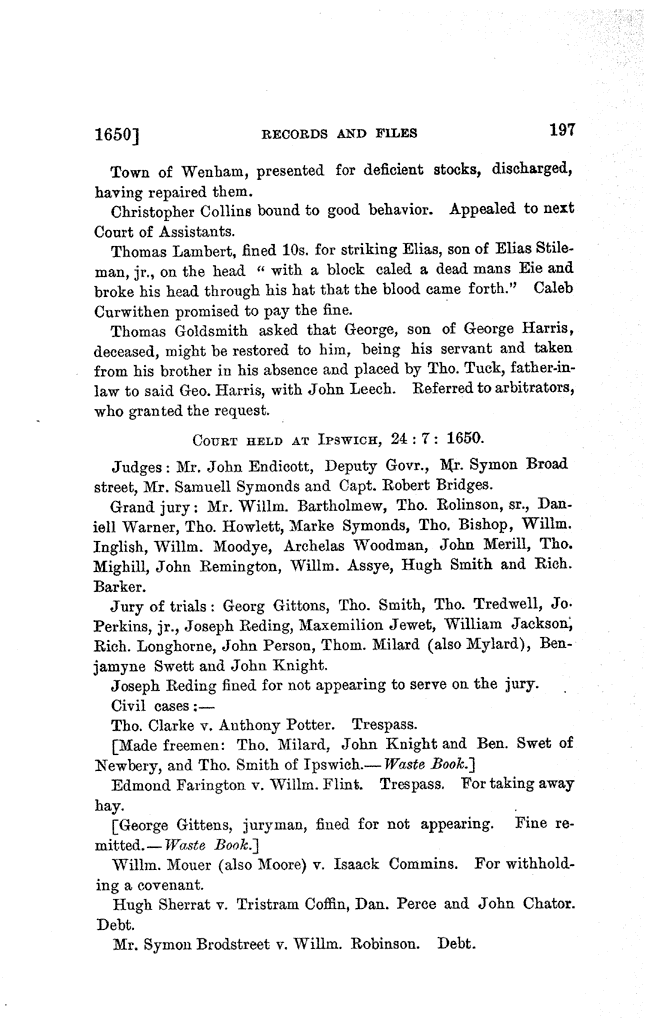 1650] RECORDS AND FILES 197
Town of Wenham, presented for deficient stocks, discharged,
having repaired them.
Christopher Collins bound to good behavior. Appealed to next
Court of Assistants.
Thomas Lambert, fined 10s. for striking Elias, son of Elias Stile-
man, jr., on the head “ with a block caled a dead mans Eie and
broke his head through his hat that the blood came forth.” Caleb
Curwithen promised to pay the fine.
Thomas Goldsmith asked that George, son of George Harris,
deceased, might be restored to him, being his servant and taken
from his brother in his absence and placed by Tho. Tuck, father-in-
law to said Geo. Harris, with John Leech. Referred to arbitrators,
who granted the request.
COURT HELD AT IPSWICH, 24 : 7 : 1650.
Judges : Mr. John Endicott, Deputy Govr., Mr. Symon Broad
street, Mr. Samuell Symonds and Capt. Robert Bridges.
Grand jury : Mr. Willm. Bartholmew, Tho. Rolinson, sr., Dan-
iell Warner, Tho. Howlett, Marke Symonds, Tho. Bishop, Willm.
Inglish, Willm. Moodye, Archelas Woodman, John Merill, Tho.
Mighill, John Remington, Willm. Assye, Hugh Smith and Rich.
Barker.
Jury of trials : Georg Gittons, Tho. Smith, Tho. Tredwell, Jo.
Perkins, jr., Joseph Reding, Maxemilion Jewet, William Jackson,
Rich. Longhorne, John Person, Thom. Milard (also Mylard), Ben-
jamyne Swett and John Knight.
Joseph Reding fined for not appearing to serve on the jury.
Civil cases :—
Tho. Clarke v. Anthony Potter. Trespass.
[Made freemen: Tho. Milard, John Knight and Ben. Swet of
Newbery, and Tho. Smith of Ipswich.—Waste Book.]
Edmond Farington v. Willm. Flint. Trespass. For taking away
hay.
[George Gittens, juryman, fined for not appearing. Fine re-
mitted.—Waste Book.]
Willm. Mouer (also Moore) v. Isaack Commins. For withhold-
ing a covenant.
Hugh Sherrat v. Tristram Coffin, Dan. Perce and John Chator.
Debt.
Mr. Symon Brodstreet v. Willm. Robinson. Debt.